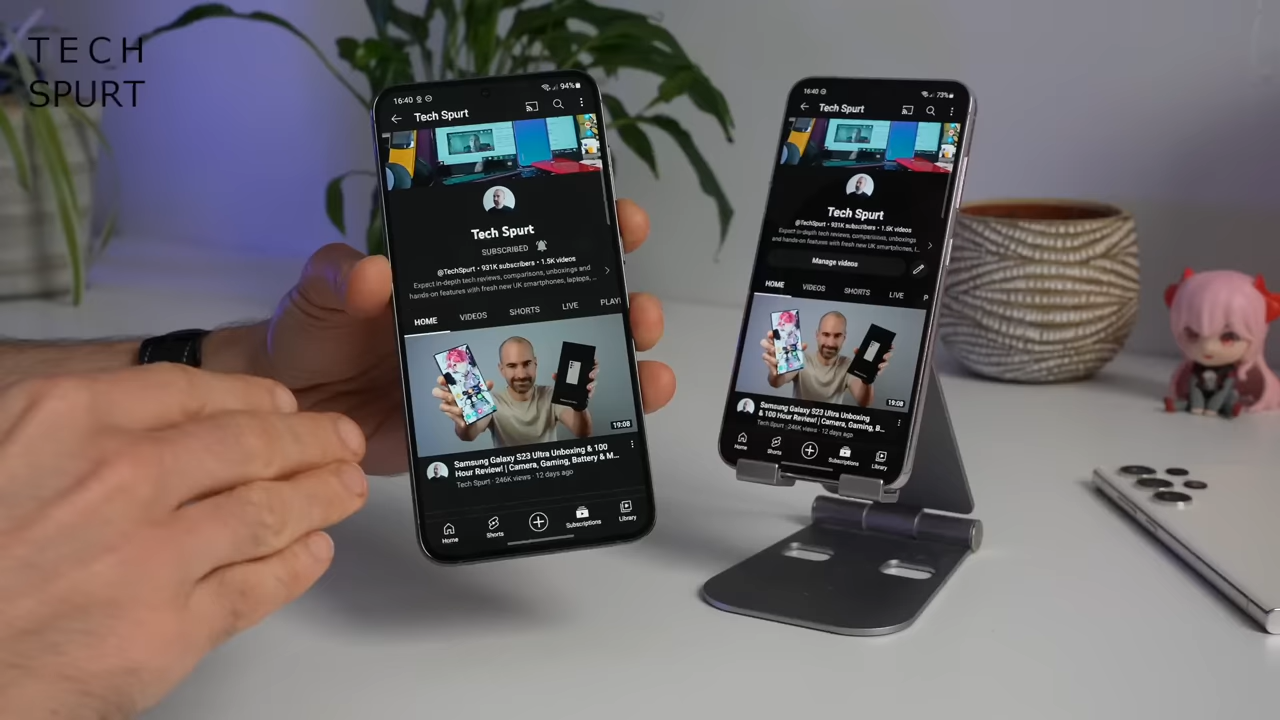 TECH
SPURT
16:40
94%
Tech Spurt
Tech Spurt
SUBSCRIBED
@TechSpurt • 931K subscribers • 1.5K videos
Expect in-depth tech reviews, comparisons, unboxings and
hands-on features with fresh new UK smartphones, laptops, ...
HOME VIDEOS SHORTS LIVE PLAYI
19:08
Samsung Galaxy S23 Ultra Unboxing & 100
Hour Review! | Camera, Gaming, Battery & M...
Tech Spurt · 246K views · 12 days ago
Home Shorts Subscriptions Library
16:40
73%
Tech Spurt
Tech Spurt
@TechSpurt • 931K subscribers • 1.5K videos
Expect in-depth tech reviews, comparisons, unboxings
and hands-on features with fresh new UK smartphones, l...
Manage videos
HOME VIDEOS SHORTS LIVE P
19:08
Samsung Galaxy S23 Ultra Unboxing
& 100 Hour Review! | Camera, Gaming, B...
Tech Spurt · 246K views · 12 days ago
Home Shorts Subscriptions Library